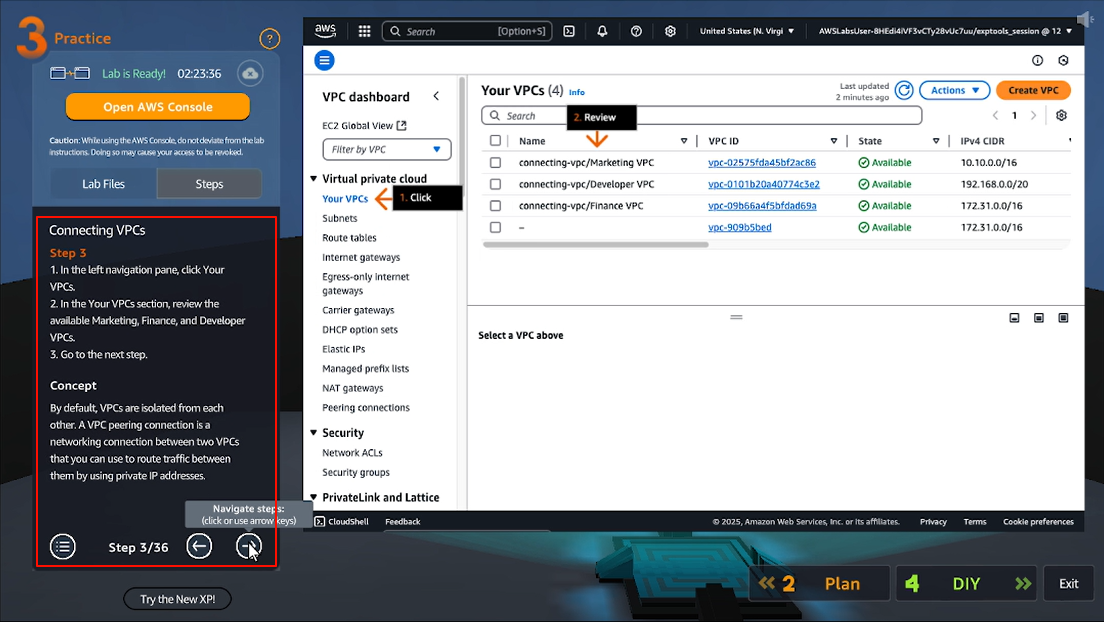 3 Practice
?
Lab is Ready! 02:23:36
Open AWS Console
Caution: While using the AWS Console, do not deviate from the lab
instructions. Doing so may cause your access to be revoked.
Lab Files
Steps
Connecting VPCs
Step 3
1. In the left navigation pane, click Your
VPCs.
2. In the Your VPCs section, review the
available Marketing, Finance, and Developer
VPCs.
3. Go to the next step.
Concept
By default, VPCs are isolated from each
other. A VPC peering connection is a
networking connection between two VPCs
that you can use to route traffic between
them by using private IP addresses.
Navigate steps:
(click or use arrow keys)
Step 3/36
Try the New XP!
aws
Search [Option+S]
United States (N. Virgi
AWSLabsUser-8HEdi4iVF3vCTy28vUc7uu/exptools_session @ 12
VPC dashboard
EC2 Global View
Filter by VPC
Virtual private cloud
Your VPCs
1. Click
Subnets
Route tables
Internet gateways
Egress-only internet
gateways
Carrier gateways
DHCP option sets
Elastic IPs
Managed prefix lists
NAT gateways
Peering connections
Security
Network ACLs
Security groups
PrivateLink and Lattice
Your VPCs (4) Info
Last updated
2 minutes ago
Actions
Create VPC
Search
2. Review
1
Name VPC ID State IPv4 CIDR
connecting-vpc/Marketing VPC vpc-02575fda45bf2ac86 Available 10.10.0.0/16
connecting-vpc/Developer VPC vpc-0101b20a40774c3e2 Available 192.168.0.0/20
connecting-vpc/Finance VPC vpc-09b66a4f5bfdad69a Available 172.31.0.0/16
– vpc-909b5bed Available 172.31.0.0/16
Select a VPC above
CloudShell Feedback © 2025, Amazon Web Services, Inc. or its affiliates. Privacy Terms Cookie preferences
2 Plan
4 DIY
Exit